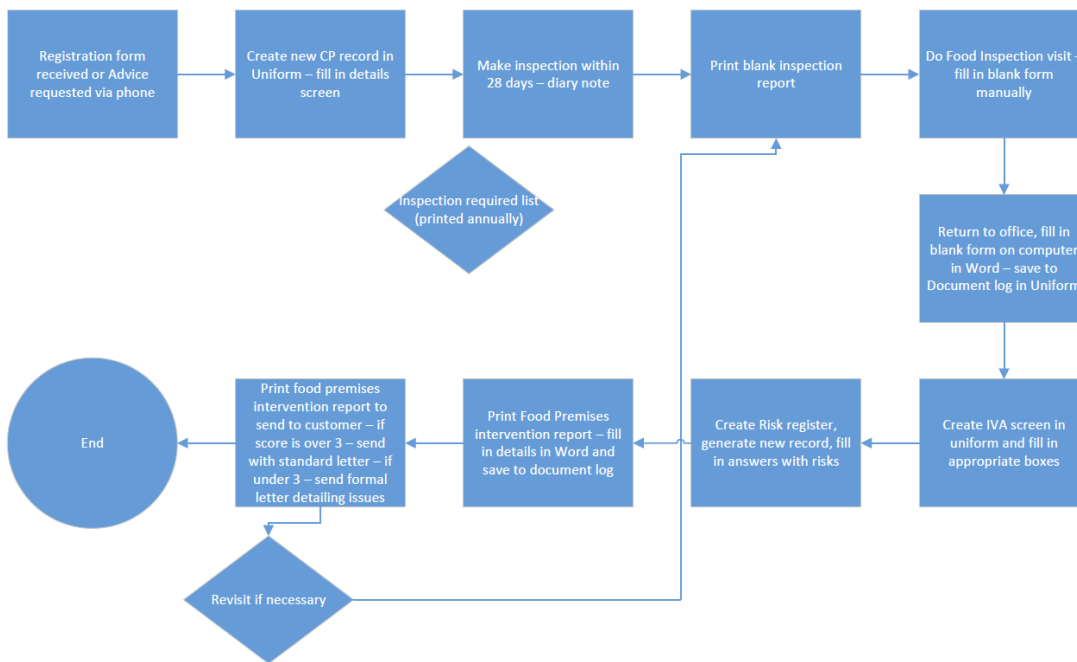 Registration form
received or Advice
requested via phone
Create new CP record in
Uniform – fill in details
screen
Make inspection within
28 days – diary note
Print blank inspection
report
Do Food Inspection visit –
fill in blank form
manually
Inspection required list
(printed annually)
Return to office, fill in
blank form on computer
in Word – save to
Document log in Uniform
End
Print food premises
intervention report to
send to customer – if
score is over 3 – send
with standard letter – if
under 3 – send formal
letter detailing issues
Print Food Premises
intervention report – fill
in details in Word and
save to document log
Create Risk register,
generate new record, fill
in answers with risks
Create IVA screen in
uniform and fill in
appropriate boxes
Revisit if necessary